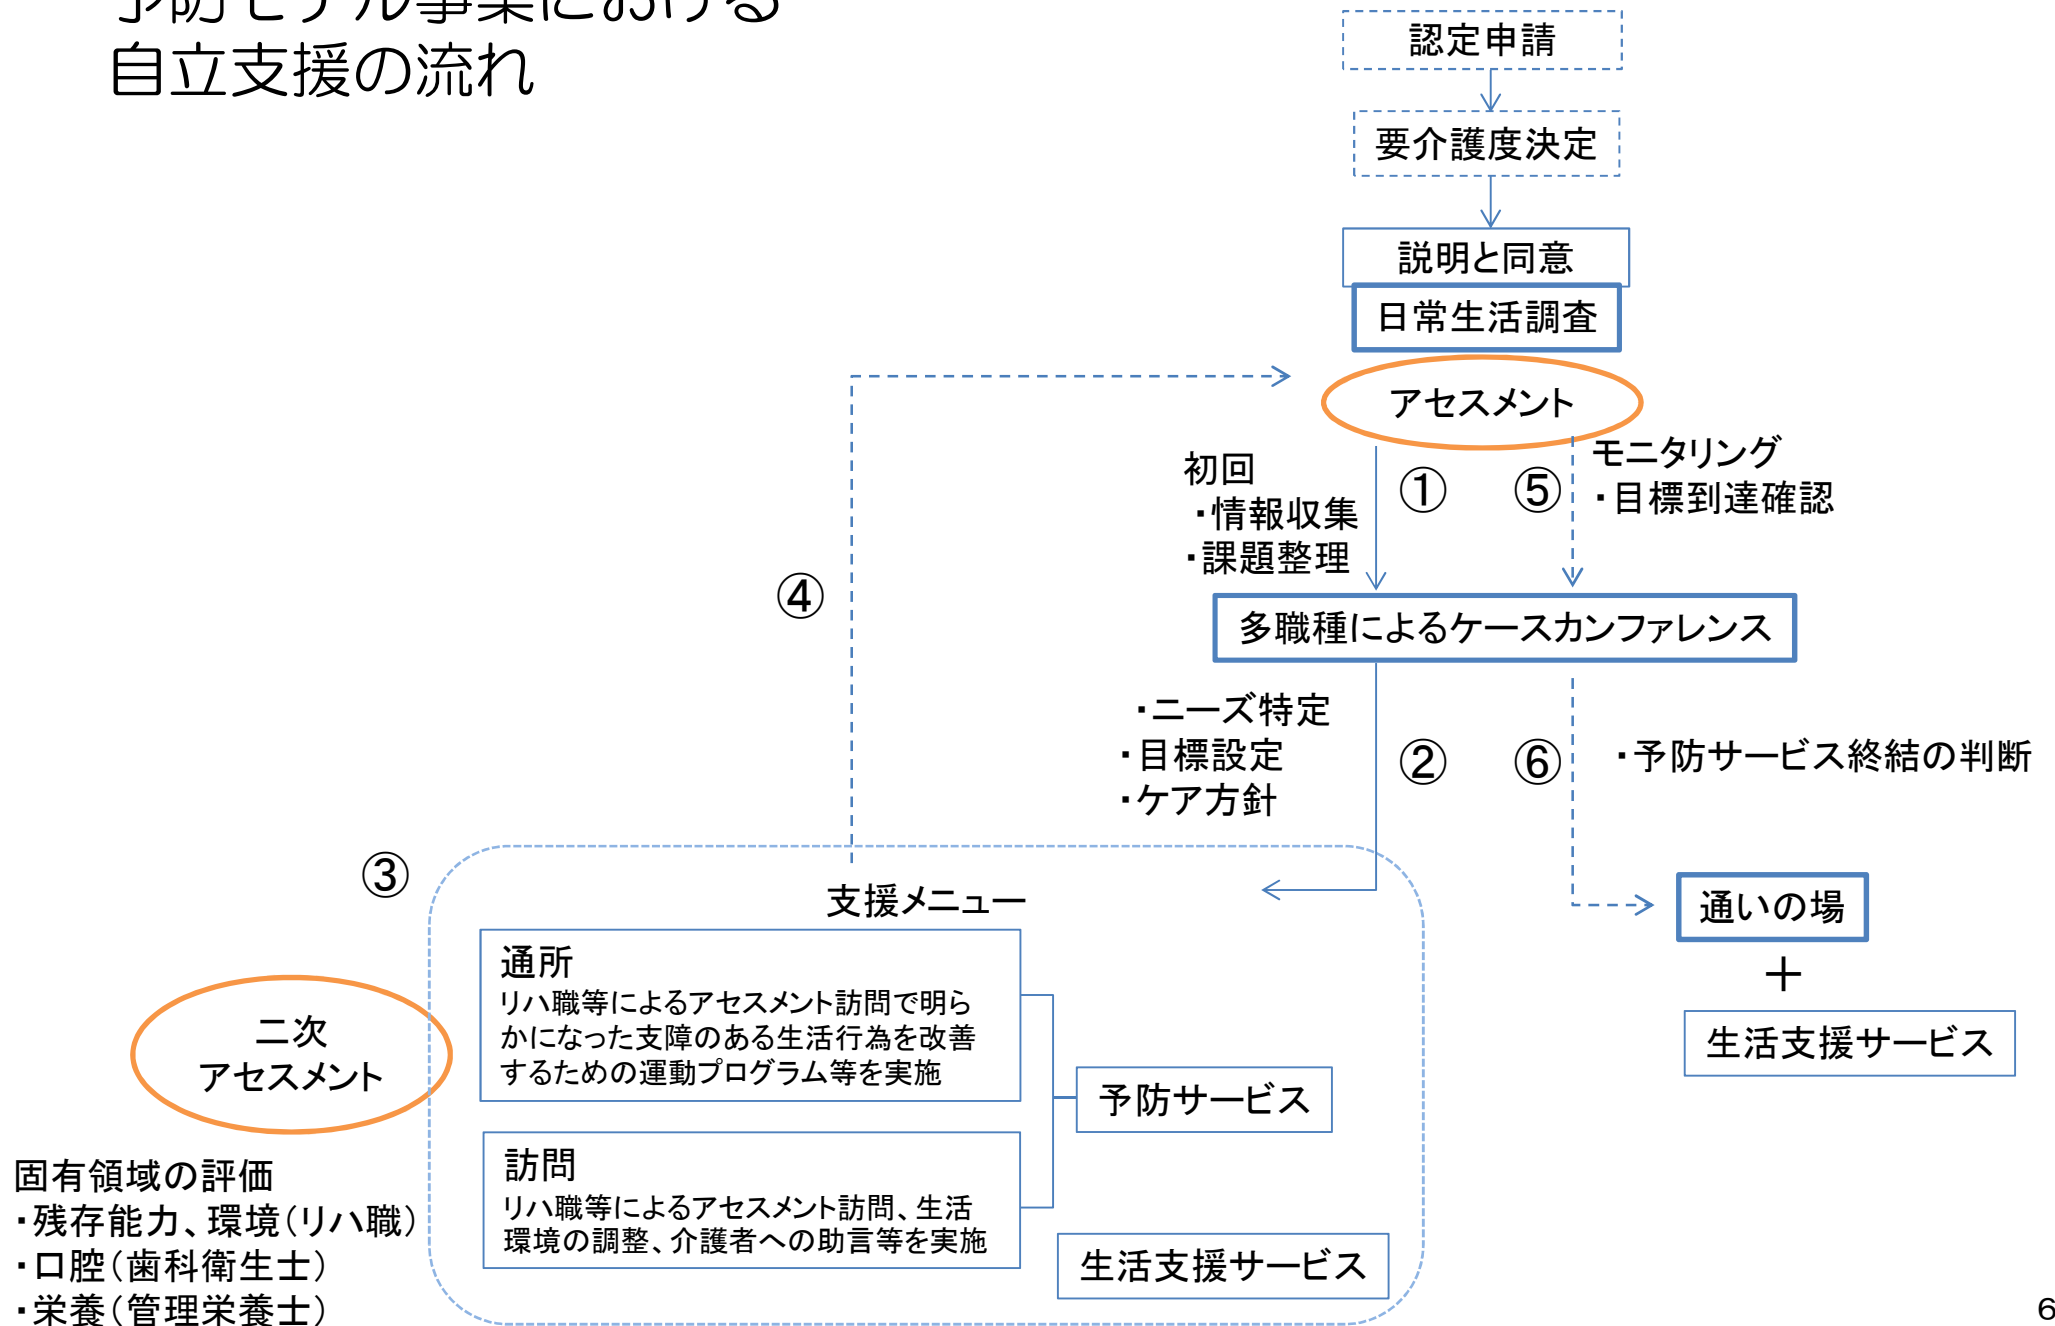 予防モデル事業における
自立支援の流れ
認定申請
要介護度決定
説明と同意
日常生活調査
アセスメント
初回
・情報収集
・課題整理
①
⑤
モニタリング
・目標到達確認
④
多職種によるケースカンファレンス
・ニーズ特定
・目標設定
・ケア方針
②
⑥
・予防サービス終結の判断
③
支援メニュー
通所
リハ職等によるアセスメント訪問で明ら
かになった支障のある生活行為を改善
するための運動プログラム等を実施
訪問
リハ職等によるアセスメント訪問、生活
環境の調整、介護者への助言等を実施
予防サービス
生活支援サービス
通いの場
＋
生活支援サービス
二次
アセスメント
固有領域の評価
・残存能力、環境（リハ職）
・口腔（歯科衛生士）
・栄養（管理栄養士）
6